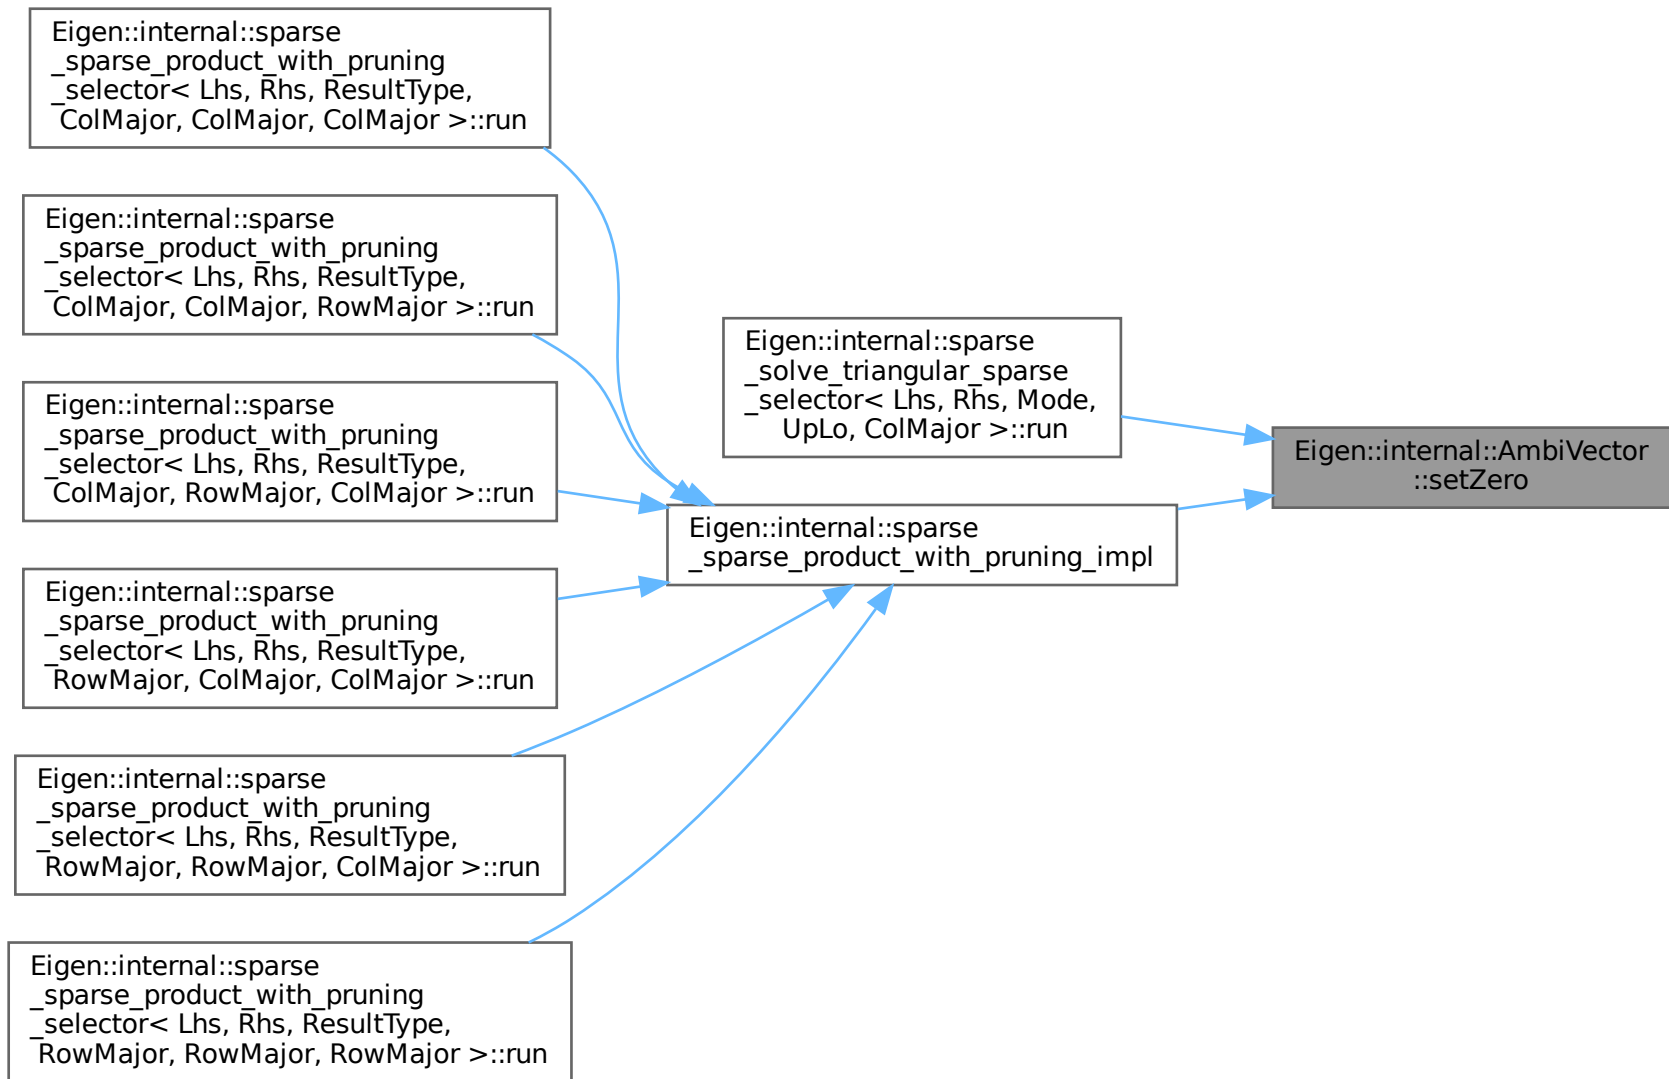 Eigen::internal::sparse
_sparse_product_with_pruning
_selector< Lhs, Rhs, ResultType,
ColMajor, ColMajor, ColMajor >::run
Eigen::internal::sparse
_sparse_product_with_pruning
_selector< Lhs, Rhs, ResultType,
ColMajor, ColMajor, RowMajor >::run
Eigen::internal::sparse
_sparse_product_with_pruning
_selector< Lhs, Rhs, ResultType,
ColMajor, RowMajor, ColMajor >::run
Eigen::internal::sparse
_sparse_product_with_pruning
_selector< Lhs, Rhs, ResultType,
RowMajor, ColMajor, ColMajor >::run
Eigen::internal::sparse
_sparse_product_with_pruning
_selector< Lhs, Rhs, ResultType,
RowMajor, RowMajor, ColMajor >::run
Eigen::internal::sparse
_sparse_product_with_pruning
_selector< Lhs, Rhs, ResultType,
RowMajor, RowMajor, RowMajor >::run
Eigen::internal::sparse
_solve_triangular_sparse
_selector< Lhs, Rhs, Mode,
UpLo, ColMajor >::run
Eigen::internal::sparse
_sparse_product_with_pruning_impl
Eigen::internal::AmbiVector
::setZero